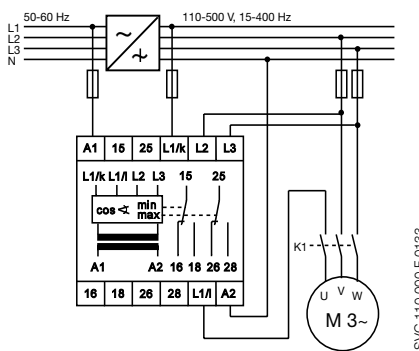 50-60 Hz 110-500 V, 15-400 Hz
L1
L2
L3
N
A1 15 25 L1/k L2 L3
L1/k L1/l L2 L3 15 25
cos min
max
A1 A2 16 18 26 28
16 18 26 28 L1/l A2
K1
U V W
M 3~
SVC 110 000 F 0133